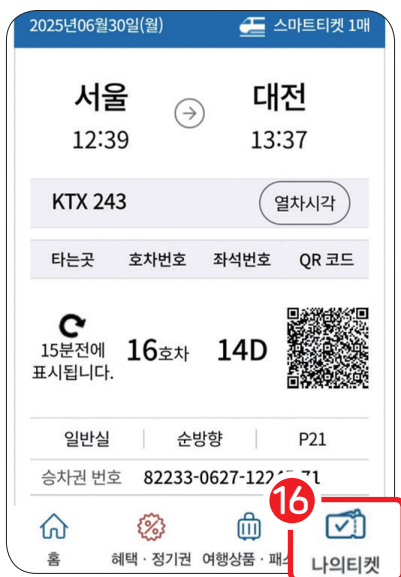 2025년06월30일(월) 스마트티켓 1매
서울 대전
12:39 13:37
KTX 243 열차시각
타는곳 호차번호 좌석번호 QR 코드
15분전에
표시됩니다.
16호차 14D
일반실 순방향 P21
승차권 번호 82233-0627-122
16
홈 혜택 · 정기권 여행상품 · 나의티켓